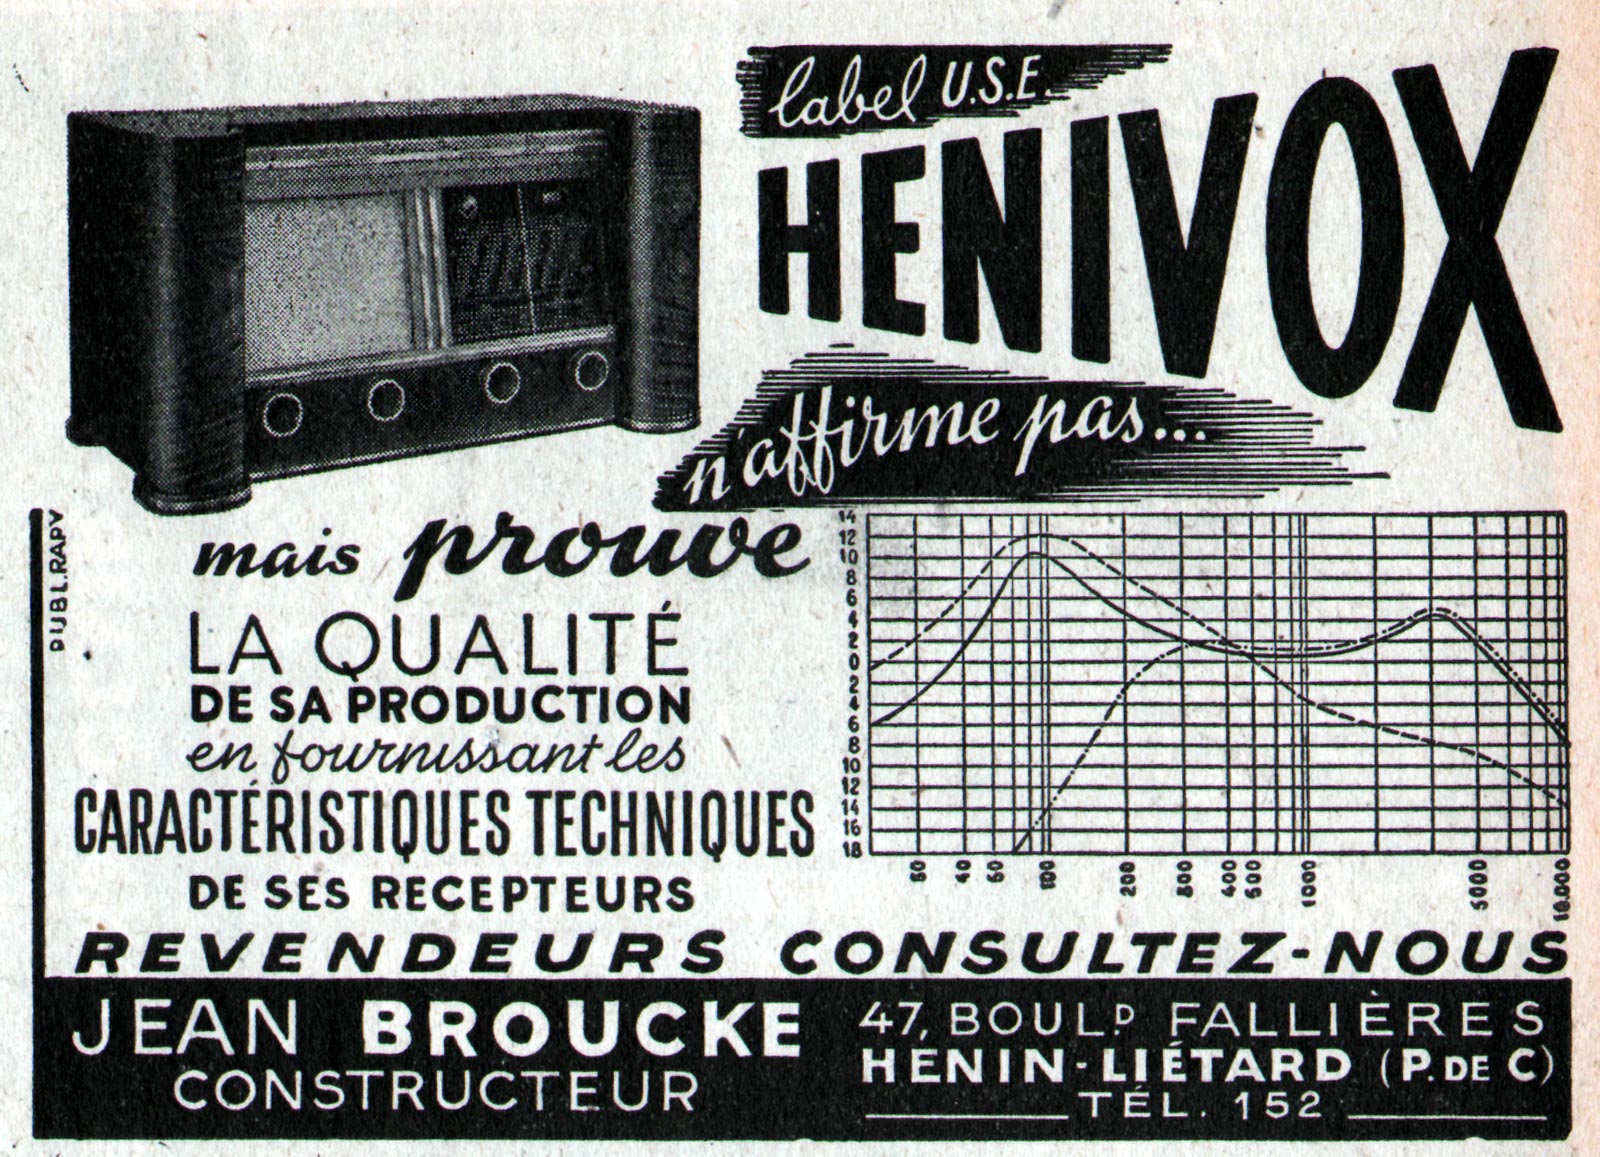 label U.S.E.
HENIVOX
n'affirme pas...
mais prouve
LA QUALITÉ
DE SA PRODUCTION
en fournissant les
CARACTÉRISTIQUES TECHNIQUES
DE SES RECEPTEURS
PUBL. RAPY
14
12
10
8
6
4
2
0
2
4
6
8
10
12
14
16
18
40
100
200
300
400
500
1000
5000
10.000
REVENDEURS CONSULTEZ-NOUS
JEAN BROUCKE
CONSTRUCTEUR
47, BOUL.D FALLIÈRES
HENIN-LIÉTARD (P. DE C)
TÉL. 152